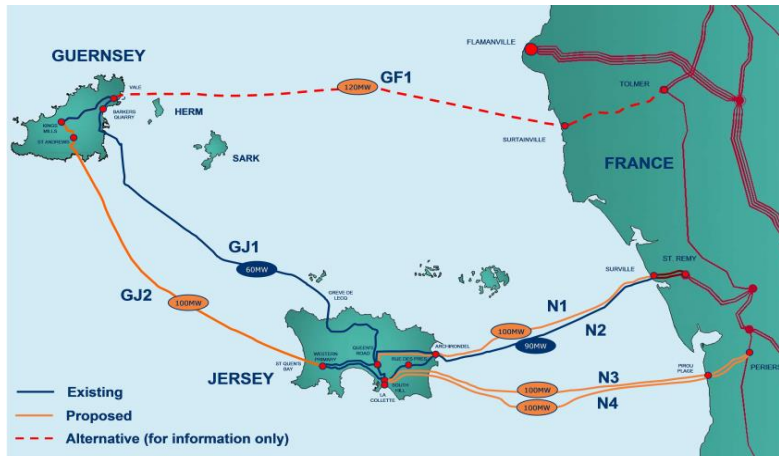 FLAMANVILLE
GUERNSEY
VALE
GF1
120MW
TOLMER
BARKERS
QUARRY
HERM
KINGS
MILLS
ST ANDREWS
SURTAINVILLE
SARK
FRANCE
GJ1
60MW
ST. REMY
SURVILLE
GJ2
100MW
GREVE DE
LECQ
N1
100MW
N2
90MW
ARCHIRONDEL
QUEEN'S
ROAD
RUE DES PRES
WESTERN
PRIMARY
ST OUEN'S
BAY
JERSEY
SOUTH
HILL
LA
COLLETTE
PIROU
PLAGE
PERIERS
N3
100MW
N4
100MW
Existing
Proposed
Alternative (for information only)